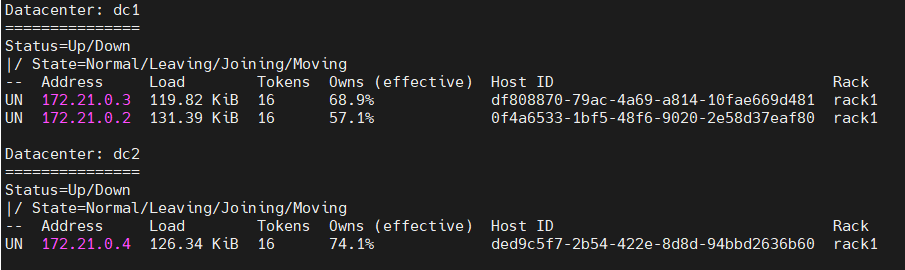 Datacenter: dc1
===============
Status=Up/Down
|/ State=Normal/Leaving/Joining/Moving
--  Address     Load        Tokens  Owns (effective)  Host ID                               Rack
UN  172.21.0.3  119.82 KiB  16      68.9%             df808870-79ac-4a69-a814-10fae669d481  rack1
UN  172.21.0.2  131.39 KiB  16      57.1%             0f4a6533-1bf5-48f6-9020-2e58d37eaf80  rack1

Datacenter: dc2
===============
Status=Up/Down
|/ State=Normal/Leaving/Joining/Moving
--  Address     Load        Tokens  Owns (effective)  Host ID                               Rack
UN  172.21.0.4  126.34 KiB  16      74.1%             ded9c5f7-2b54-422e-8d8d-94bbd2636b60  rack1